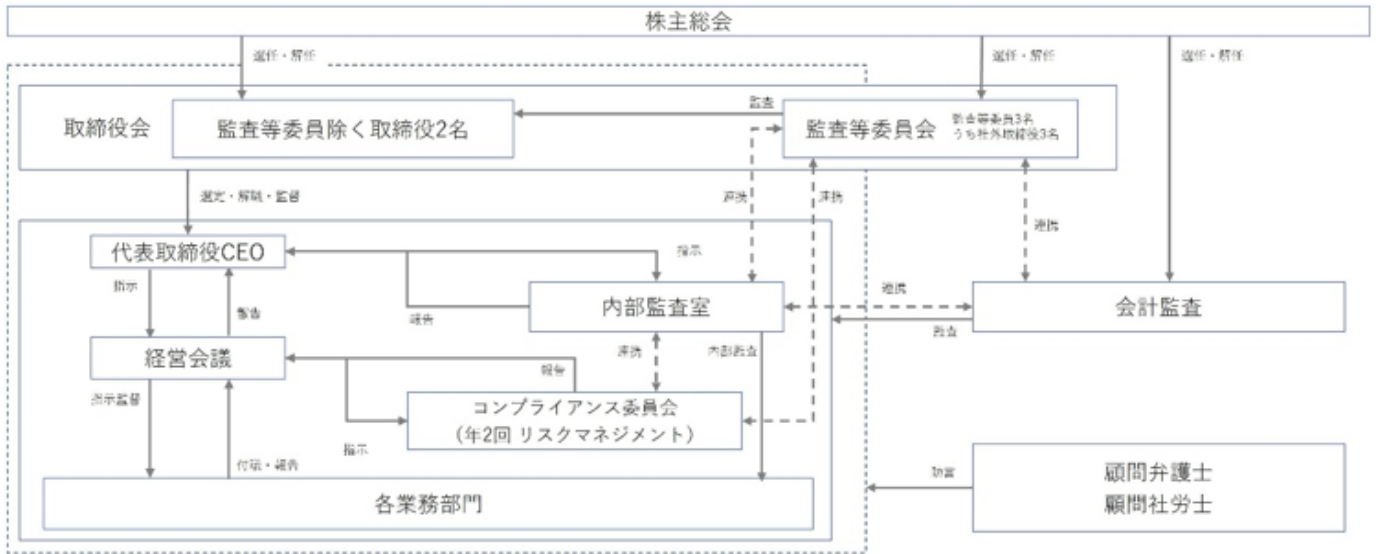 株主総会
選任・解任
選任・解任
選任・解任
取締役会
監査等委員除く取締役2名
監査
監査等委員会
監査等委員3名
うち社外取締役3名
選定・解職・監督
連携
連携
連携
代表取締役CEO
指示
指示
報告
報告
内部監査室
連携
会計監査
監査
経営会議
連携
内部監査
報告
指示監督
コンプライアンス委員会
(年2回 リスクマネジメント)
指示
付議・報告
各業務部門
助言
顧問弁護士
顧問社労士